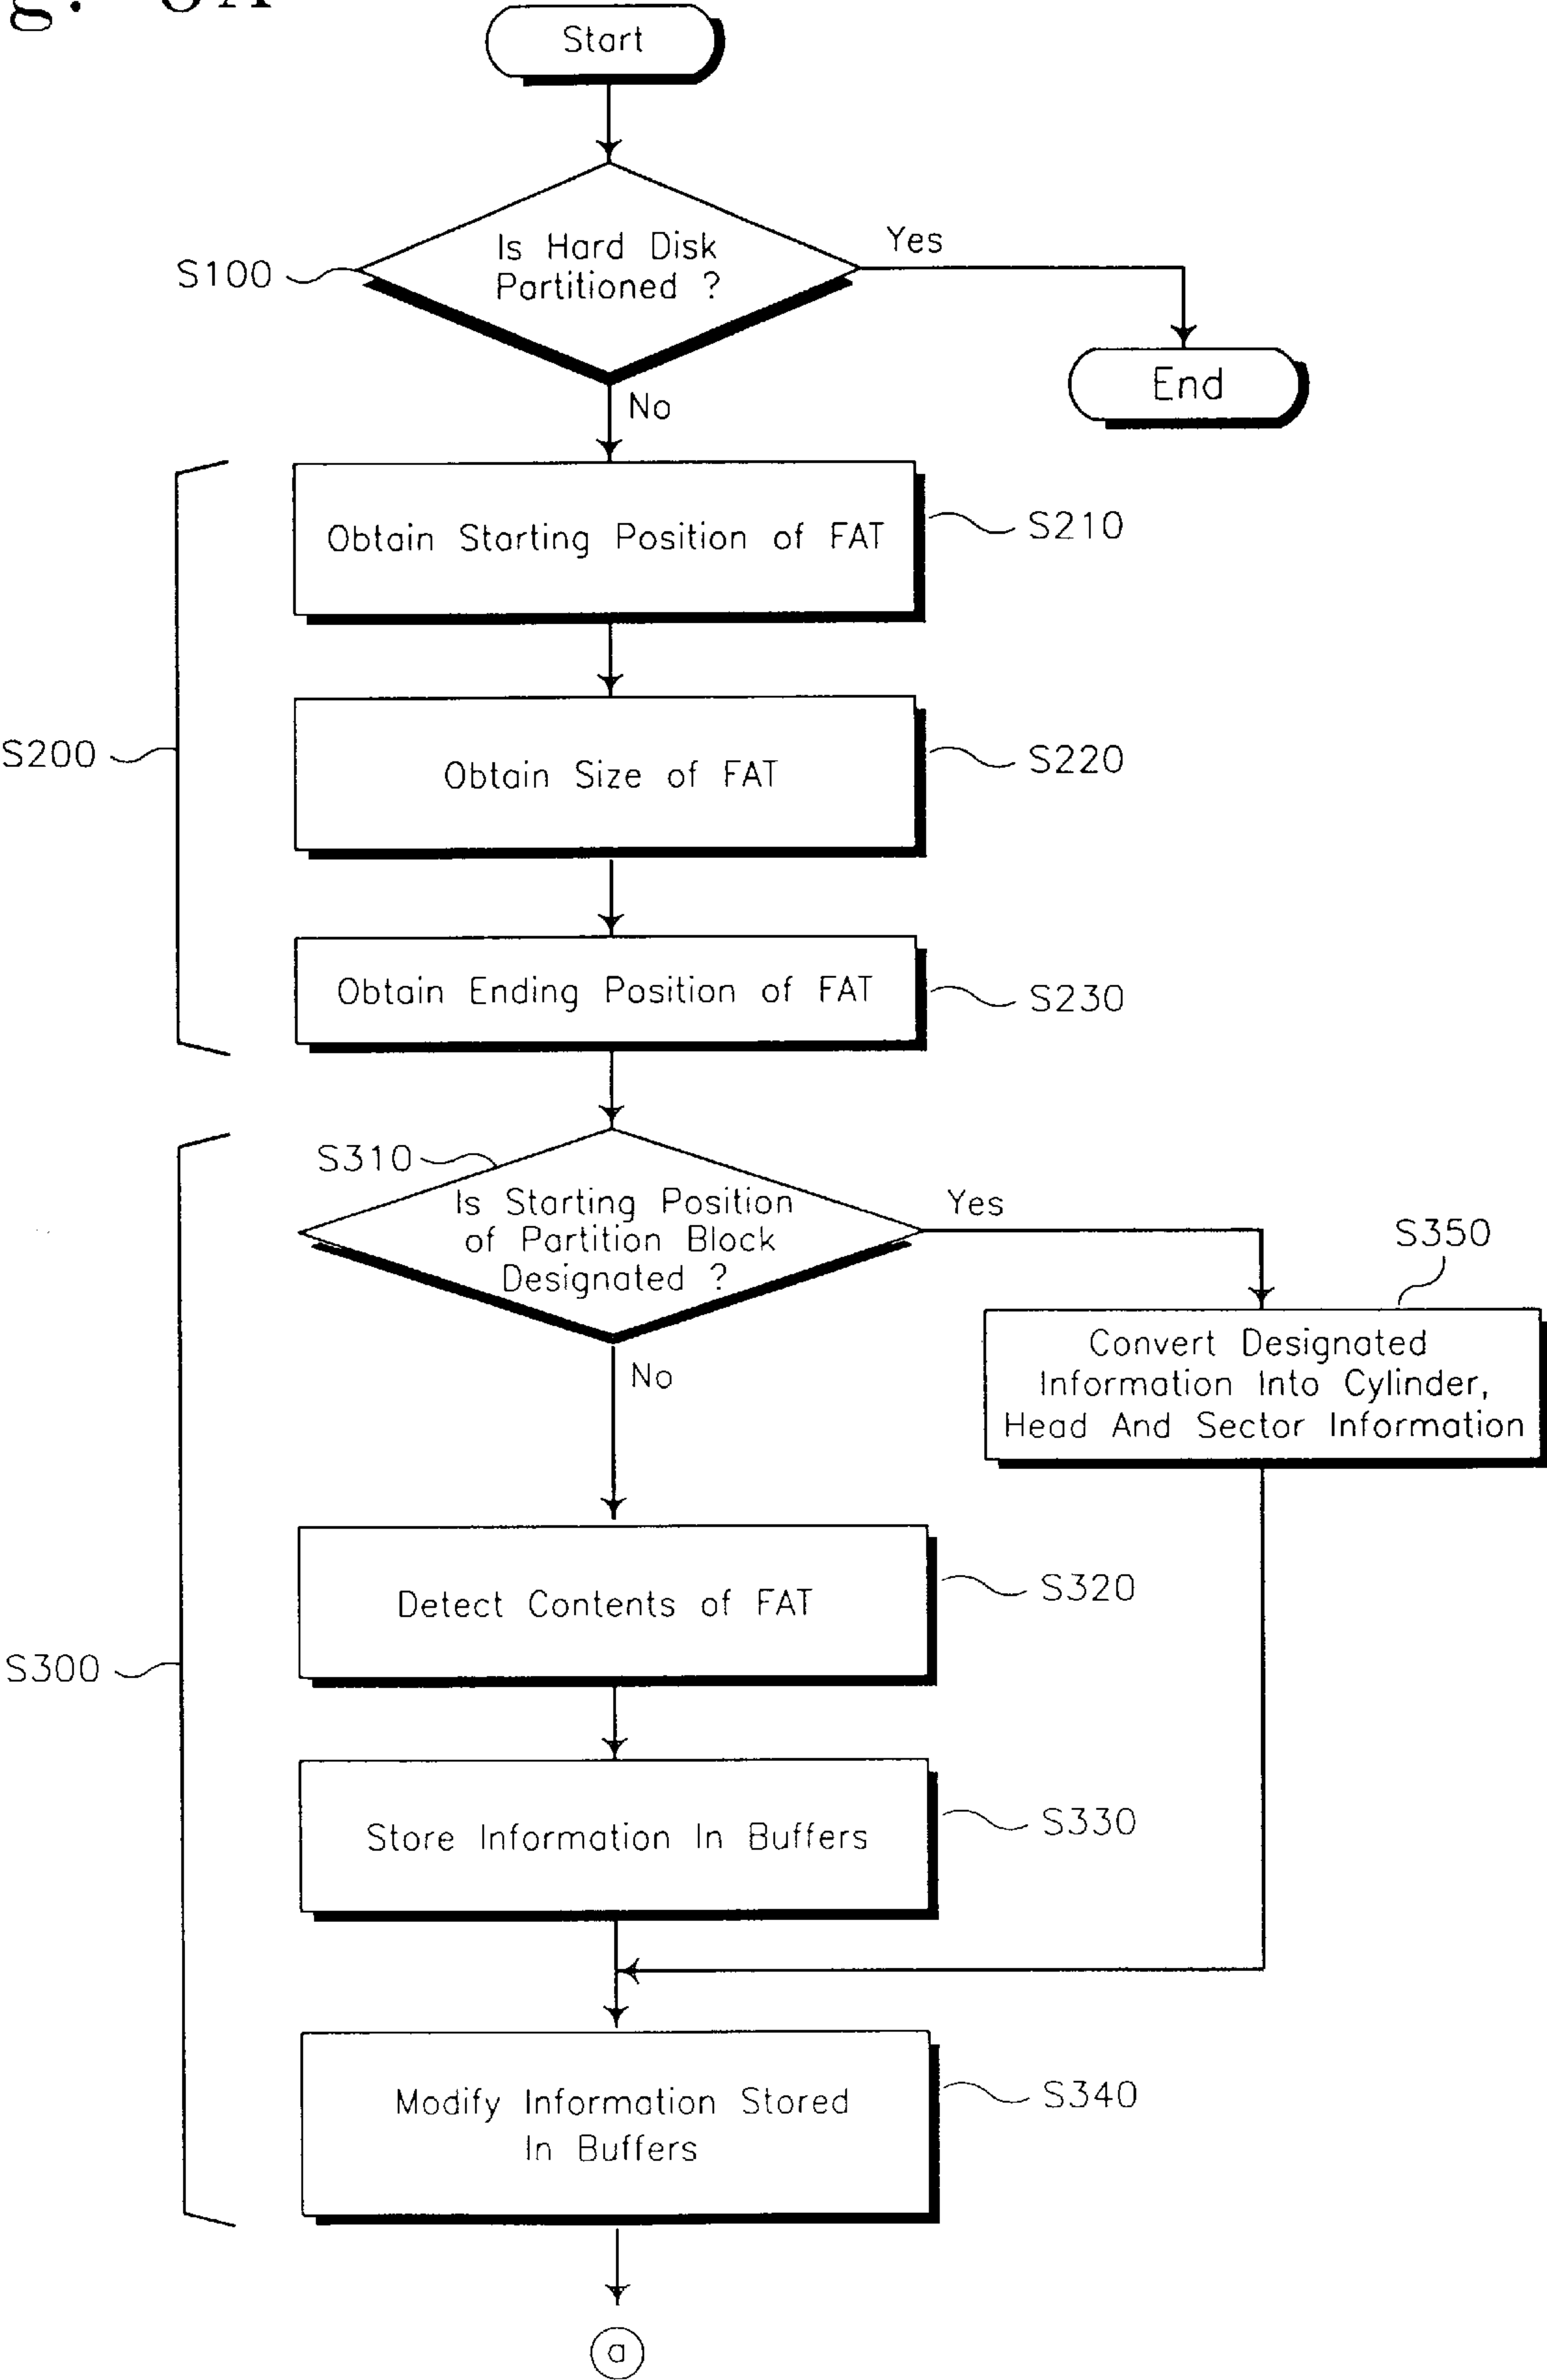 Start
Is Hard Disk
Partitioned ?
Yes
S100
End
No
Obtain Starting Position of FAT
S210
S200
Obtain Size of FAT
S220
Obtain Ending Position of FAT
S230
S310
Is Starting Position
of Partition Block
Designated ?
Yes
S350
Convert Designated
Information Into Cylinder,
Head And Sector Information
No
Detect Contents of FAT
S320
S300
Store Information In Buffers
S330
Modify Information Stored
In Buffers
S340
a